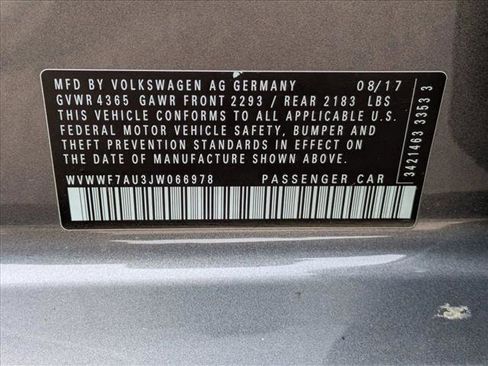 MFD BY VOLKSWAGEN AG GERMANY 08/17
GVWR 4365 GAWR FRONT 2293 / REAR 2183 LBS
THIS VEHICLE CONFORMS TO ALL APPLICABLE U.S.
FEDERAL MOTOR VEHICLE SAFETY, BUMPER AND
THEFT PREVENTION STANDARDS IN EFFECT ON
THE DATE OF MANUFACTURE SHOWN ABOVE.
WVWWF7AU3JW066978 PASSENGER CAR
3421463 3353 3